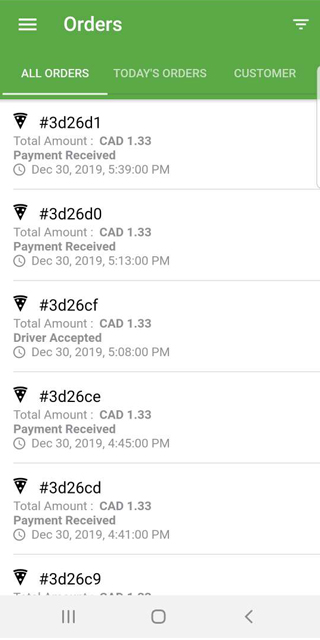 Orders
ALL ORDERS TODAY'S ORDERS CUSTOMER
#3d26d1
Total Amount : CAD 1.33
Payment Received
Dec 30, 2019, 5:39:00 PM
#3d26d0
Total Amount : CAD 1.33
Payment Received
Dec 30, 2019, 5:13:00 PM
#3d26cf
Total Amount : CAD 1.33
Driver Accepted
Dec 30, 2019, 5:08:00 PM
#3d26ce
Total Amount : CAD 1.33
Payment Received
Dec 30, 2019, 4:45:00 PM
#3d26cd
Total Amount : CAD 1.33
Payment Received
Dec 30, 2019, 4:41:00 PM
#3d26c9